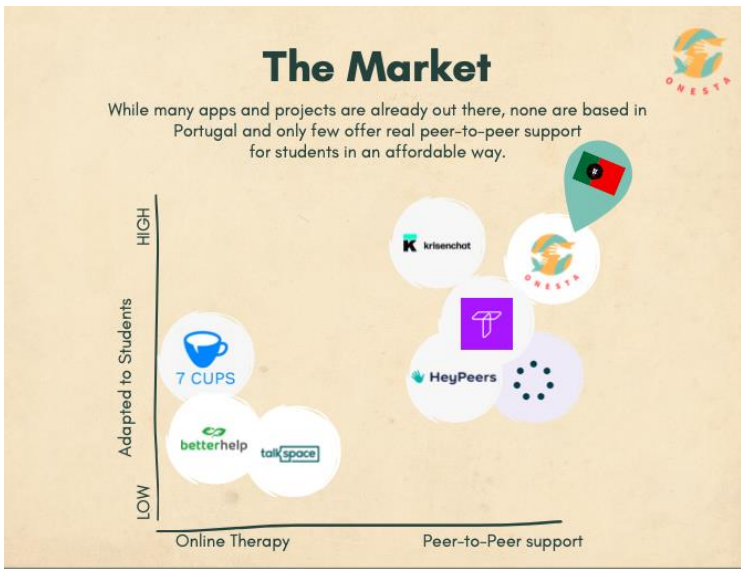 The Market
ONESTA
While many apps and projects are already out there, none are based in
Portugal and only few offer real peer-to-peer support
for students in an affordable way.
HIGH
Adapted to Students
LOW
K krisenchat
ONESTA
7 CUPS
HeyPeers
betterhelp
talkspace
Online Therapy
Peer-to-Peer support